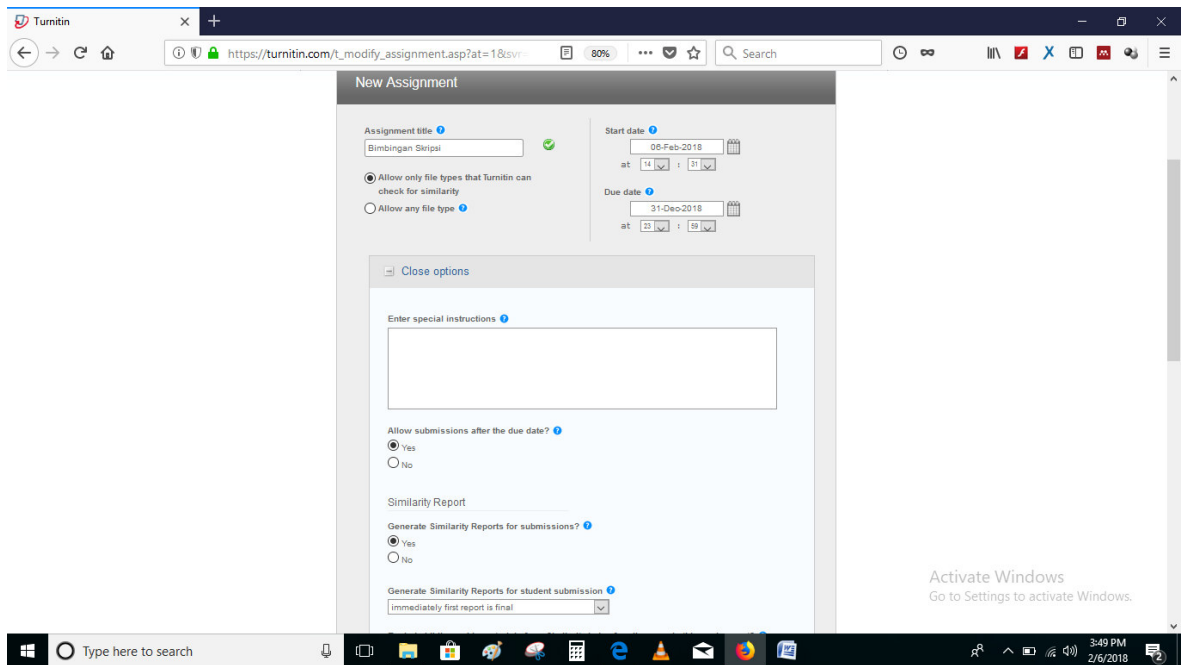 Turnitin
https://turnitin.com/t_modify_assignment.asp?at=1&svr
80%
Search
New Assignment
Assignment title
Bimbingan Skripsi
Allow only file types that Turnitin can
check for similarity
Allow any file type
Start date
06-Feb-2018
at 14 : 31
Due date
31-Dec-2018
at 23 : 59
Close options
Enter special instructions
Allow submissions after the due date?
Yes
No
Similarity Report
Generate Similarity Reports for submissions?
Yes
No
Generate Similarity Reports for student submission
immediately first report is final
Activate Windows
Go to Settings to activate Windows.
Type here to search
3:49 PM
2/6/2018